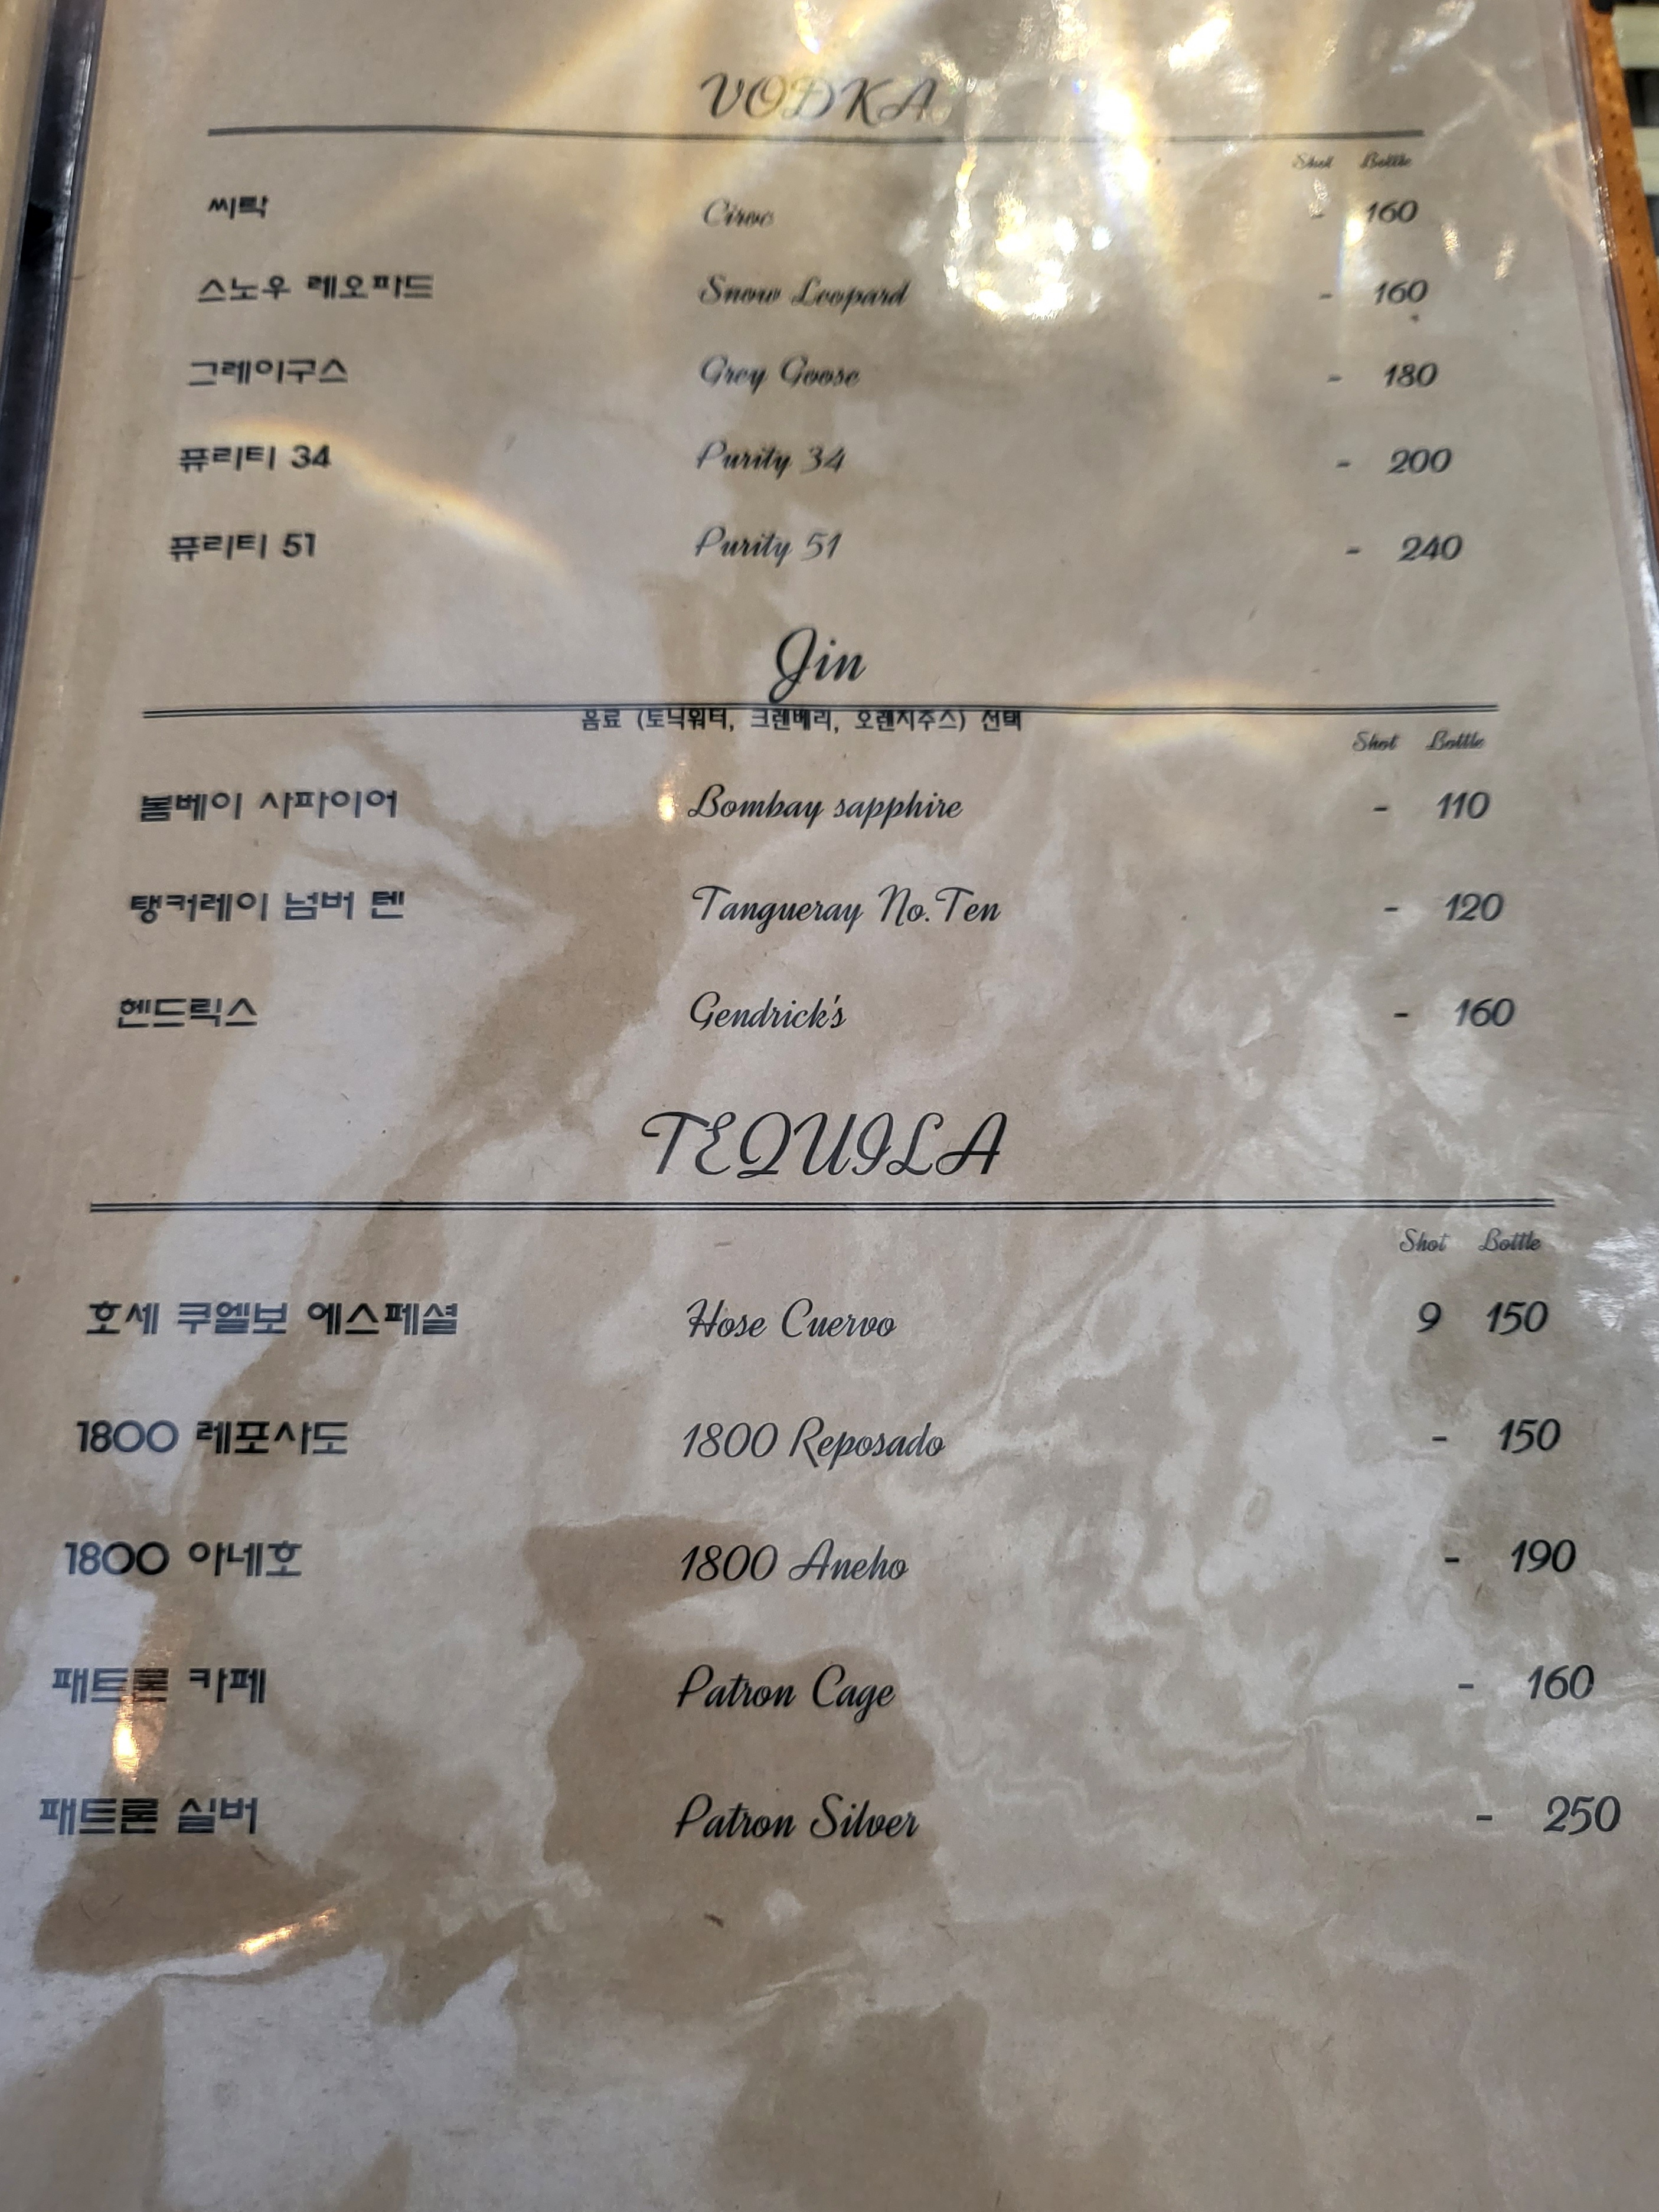 VODKA
Shot Bottle
씨락 Ciroc - 160
스노우 레오파드 Snow Leopard - 160
그레이구스 Grey Goose - 180
퓨리티 34 Purity 34 - 200
퓨리티 51 Purity 51 - 240
Jin
음료 (토닉워터, 크렌베리, 오렌지주스) 선택
Shot Bottle
봄베이 사파이어 Bombay sapphire - 110
탱커레이 넘버 텐 Tangueray No.Ten - 120
헨드릭스 Gendrick's - 160
TEQUILA
Shot Bottle
호세 쿠엘보 에스페셜 Hose Cuervo 9 150
1800 레포사도 1800 Reposado - 150
1800 아네호 1800 Aneho - 190
패트론 카페 Patron Cage - 160
패트론 실버 Patron Silver - 250